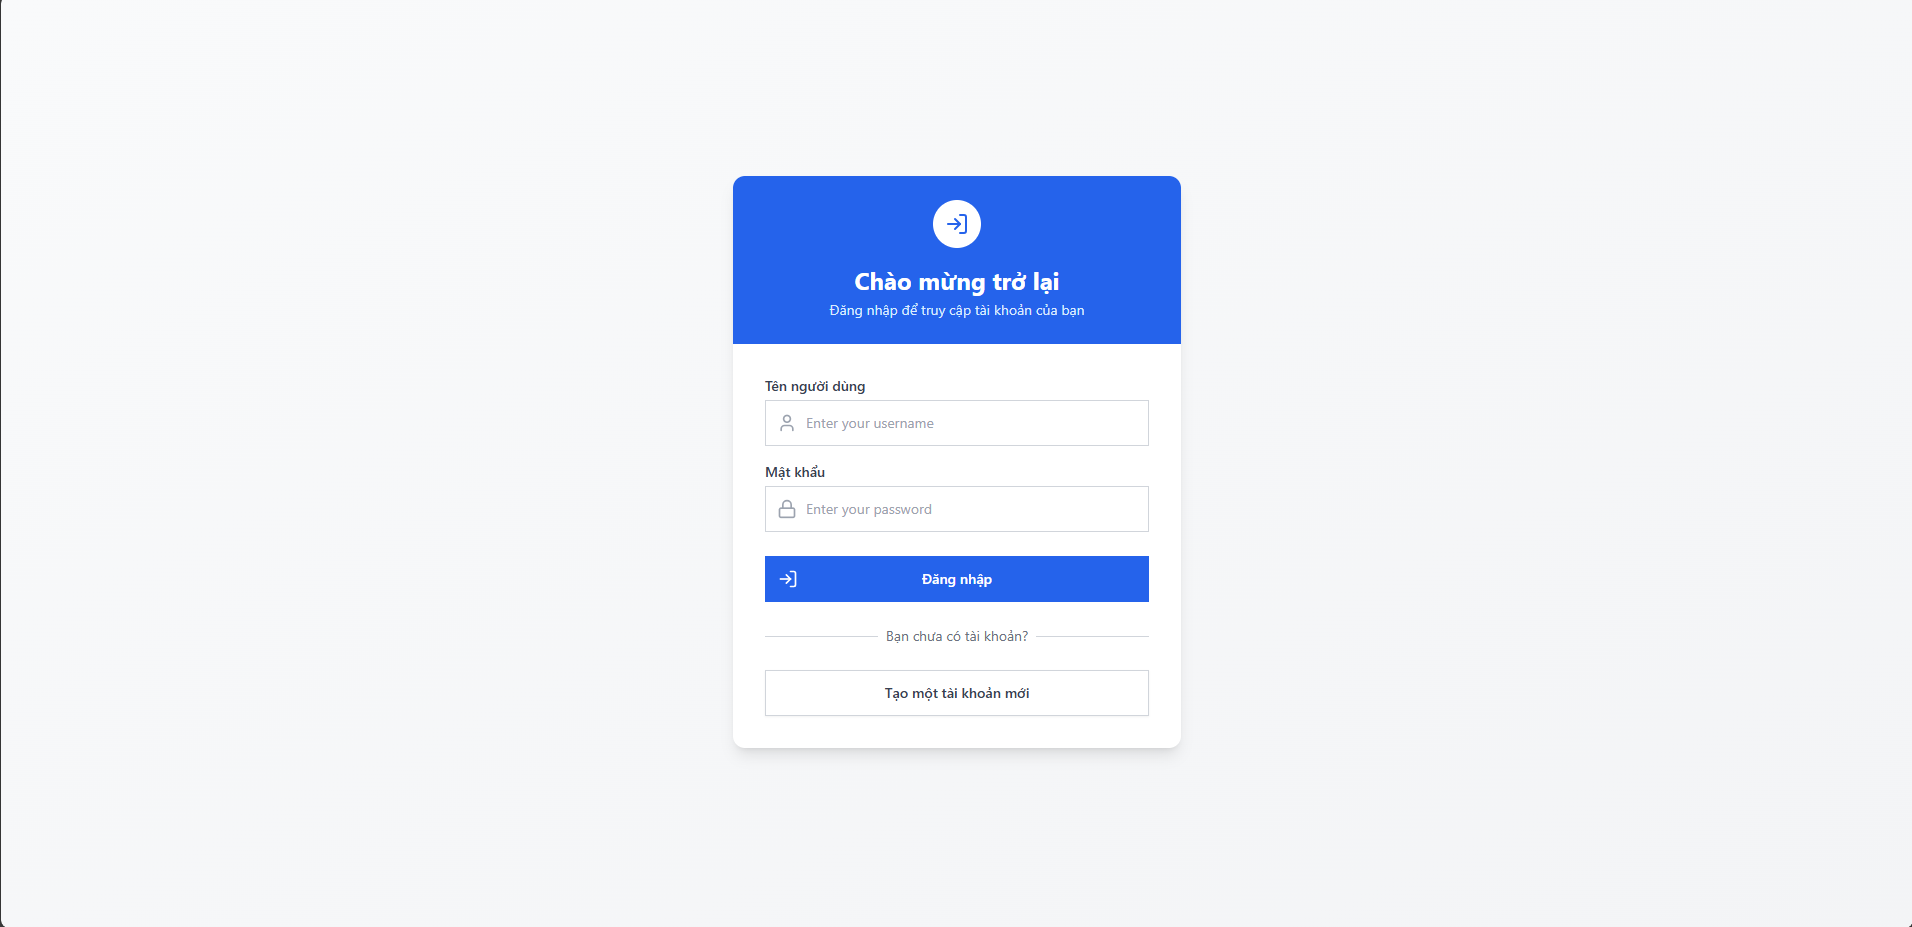 Chào mừng trở lại
Đăng nhập để truy cập tài khoản của bạn
Tên người dùng
Enter your username
Mật khẩu
Enter your password
Đăng nhập
Bạn chưa có tài khoản?
Tạo một tài khoản mới